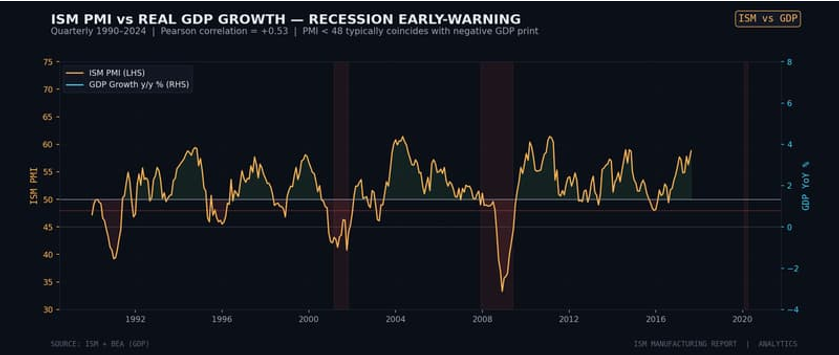 ISM PMI vs REAL GDP GROWTH — RECESSION EARLY-WARNING
ISM vs GDP
Quarterly 1990–2024 | Pearson correlation = +0.53 | PMI < 48 typically coincides with negative GDP print
ISM PMI (LHS)
GDP Growth y/y % (RHS)
75
70
65
60
55
50
45
40
35
30
ISM PMI
8
6
4
2
0
−2
−4
GDP YoY %
1992
1996
2000
2004
2008
2012
2016
2020
SOURCE: ISM + BEA (GDP)
ISM MANUFACTURING REPORT | ANALYTICS